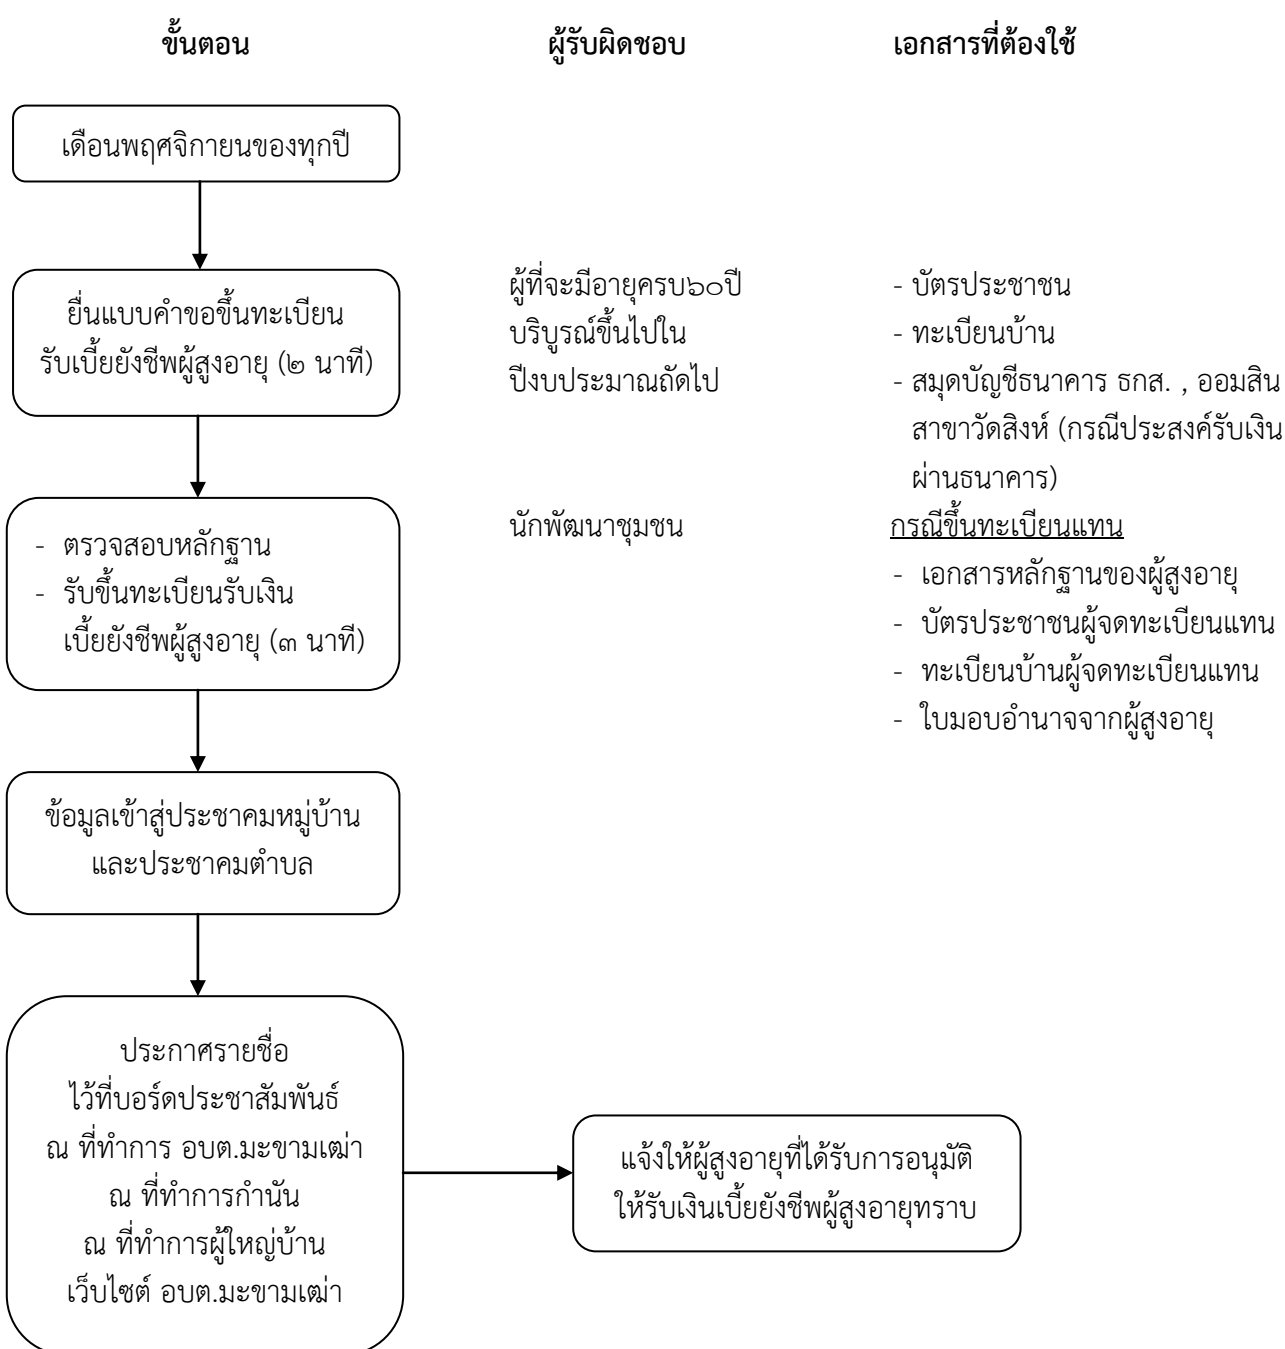 ขั้นตอน
ผู้รับผิดชอบ
เอกสารที่ต้องใช้
เดือนพฤศจิกายนของทุกปี
ยื่นแบบคำขอขึ้นทะเบียน
รับเบี้ยยังชีพผู้สูงอายุ (๒ นาที)
ผู้ที่จะมีอายุครบ๖๐ปี
บริบูรณ์ขึ้นไปใน
ปีงบประมาณถัดไป
- บัตรประชาชน
- ทะเบียนบ้าน
- สมุดบัญชีธนาคาร ธกส. , ออมสิน
สาขาวัดสิงห์ (กรณีประสงค์รับเงิน
ผ่านธนาคาร)
- ตรวจสอบหลักฐาน
- รับขึ้นทะเบียนรับเงิน
เบี้ยยังชีพผู้สูงอายุ (๓ นาที)
นักพัฒนาชุมชน
กรณีขึ้นทะเบียนแทน
- เอกสารหลักฐานของผู้สูงอายุ
- บัตรประชาชนผู้จดทะเบียนแทน
- ทะเบียนบ้านผู้จดทะเบียนแทน
- ใบมอบอำนาจจากผู้สูงอายุ
ข้อมูลเข้าสู่ประชาคมหมู่บ้าน
และประชาคมตำบล
ประกาศรายชื่อ
ไว้ที่บอร์ดประชาสัมพันธ์
ณ ที่ทำการ อบต.มะขามเฒ่า
ณ ที่ทำการกำนัน
ณ ที่ทำการผู้ใหญ่บ้าน
เว็บไซต์ อบต.มะขามเฒ่า
แจ้งให้ผู้สูงอายุที่ได้รับการอนุมัติ
ให้รับเงินเบี้ยยังชีพผู้สูงอายุทราบ